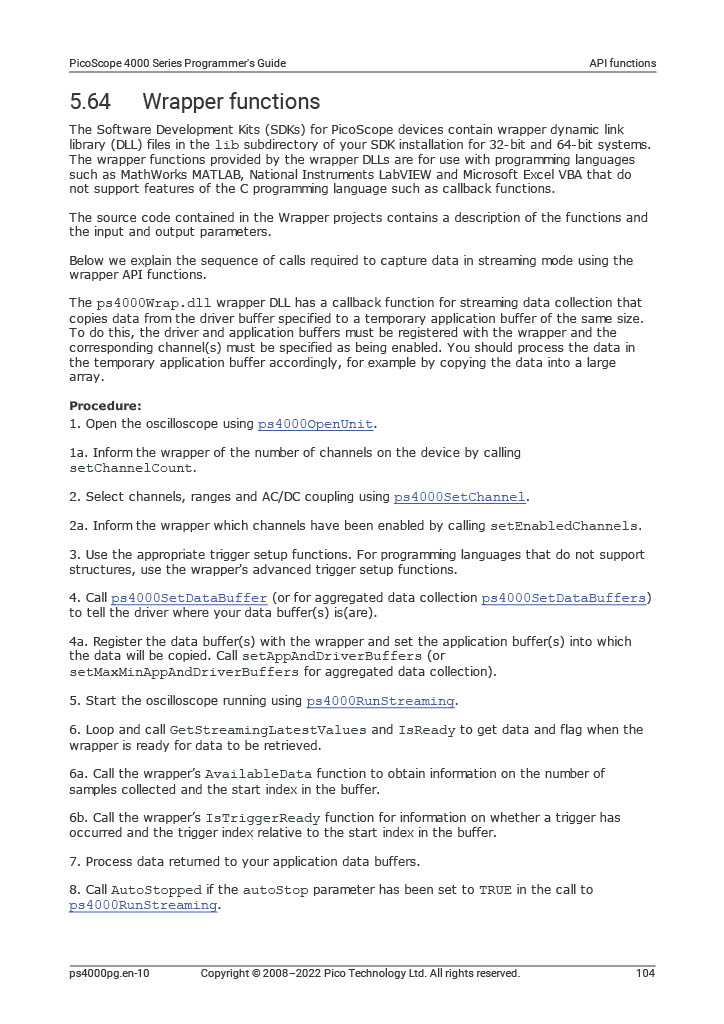 PicoScope 4000 Series Programmer's Guide
API functions
5.64 Wrapper functions
The Software Development Kits (SDKs) for PicoScope devices contain wrapper dynamic link
library (DLL) files in the lib subdirectory of your SDK installation for 32-bit and 64-bit systems.
The wrapper functions provided by the wrapper DLLs are for use with programming languages
such as MathWorks MATLAB, National Instruments LabVIEW and Microsoft Excel VBA that do
not support features of the C programming language such as callback functions.
The source code contained in the Wrapper projects contains a description of the functions and
the input and output parameters.
Below we explain the sequence of calls required to capture data in streaming mode using the
wrapper API functions.
The ps4000Wrap.dll wrapper DLL has a callback function for streaming data collection that
copies data from the driver buffer specified to a temporary application buffer of the same size.
To do this, the driver and application buffers must be registered with the wrapper and the
corresponding channel(s) must be specified as being enabled. You should process the data in
the temporary application buffer accordingly, for example by copying the data into a large
array.
Procedure:
1. Open the oscilloscope using ps4000OpenUnit.
1a. Inform the wrapper of the number of channels on the device by calling
setChannelCount.
2. Select channels, ranges and AC/DC coupling using ps4000SetChannel.
2a. Inform the wrapper which channels have been enabled by calling setEnabledChannels.
3. Use the appropriate trigger setup functions. For programming languages that do not support
structures, use the wrapper's advanced trigger setup functions.
4. Call ps4000SetDataBuffer (or for aggregated data collection ps4000SetDataBuffers)
to tell the driver where your data buffer(s) is(are).
4a. Register the data buffer(s) with the wrapper and set the application buffer(s) into which
the data will be copied. Call setAppAndDriverBuffers (or
setMaxMinAppAndDriverBuffers for aggregated data collection).
5. Start the oscilloscope running using ps4000RunStreaming.
6. Loop and call GetStreamingLatestValues and IsReady to get data and flag when the
wrapper is ready for data to be retrieved.
6a. Call the wrapper’s AvailableData function to obtain information on the number of
samples collected and the start index in the buffer.
6b. Call the wrapper’s IsTriggerReady function for information on whether a trigger has
occurred and the trigger index relative to the start index in the buffer.
7. Process data returned to your application data buffers.
8. Call AutoStopped if the autoStop parameter has been set to TRUE in the call to
ps4000RunStreaming.
ps4000pg.en-10
Copyright © 2008–2022 Pico Technology Ltd. All rights reserved.
104